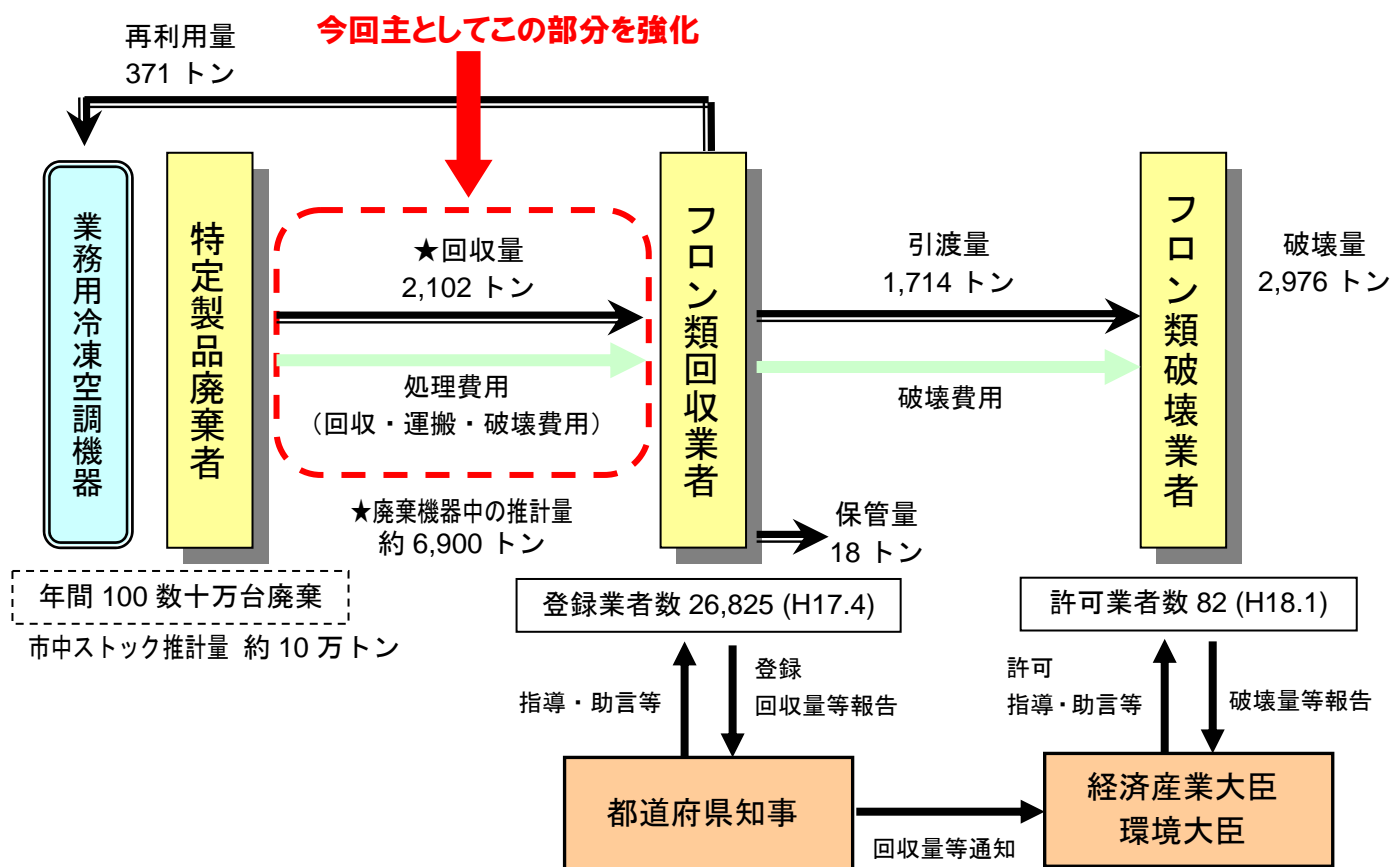 今回主としてこの部分を強化
再利用量
371 トン
業務用冷凍空調機器
特定製品廃棄者
★回収量
2,102 トン
処理費用
（回収・運搬・破壊費用）
★廃棄機器中の推計量
約 6,900 トン
フロン類回収業者
引渡量
1,714 トン
破壊費用
保管量
18 トン
フロン類破壊業者
破壊量
2,976 トン
年間 100 数十万台廃棄
市中ストック推計量 約 10 万トン
登録業者数 26,825 (H17.4)
許可業者数 82 (H18.1)
指導・助言等
登録
回収量等報告
許可
指導・助言等
破壊量等報告
都道府県知事
回収量等通知
経済産業大臣
環境大臣